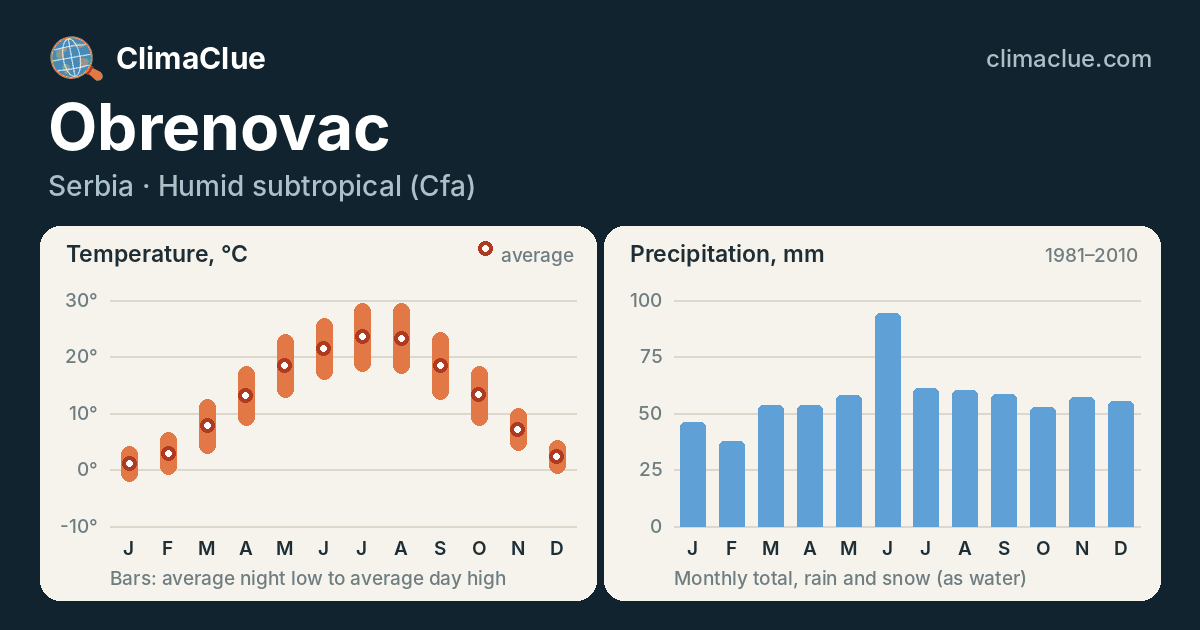 ClimaClue
climaclue.com
Obrenovac
Serbia · Humid subtropical (Cfa)
Temperature, °C
average
30°
20°
10°
0°
-10°
J F M A M J J A S O N D
Bars: average night low to average day high
Precipitation, mm
1981–2010
100
75
50
25
0
J F M A M J J A S O N D
Monthly total, rain and snow (as water)